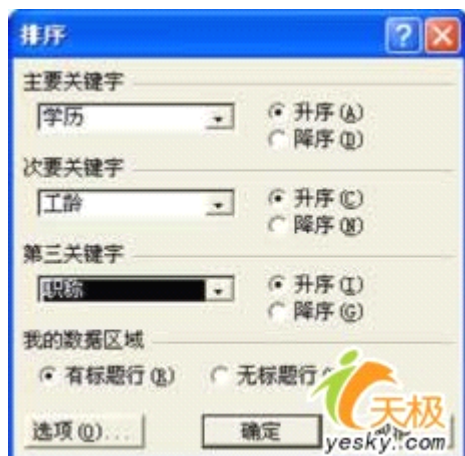 排序
主要关键字
学历
升序(A)
降序(D)
次要关键字
工龄
升序(C)
降序(N)
第三关键字
职称
升序(I)
降序(G)
我的数据区域
有标题行(R)
无标题行
选项(O)...
确定
天极
yesky.com